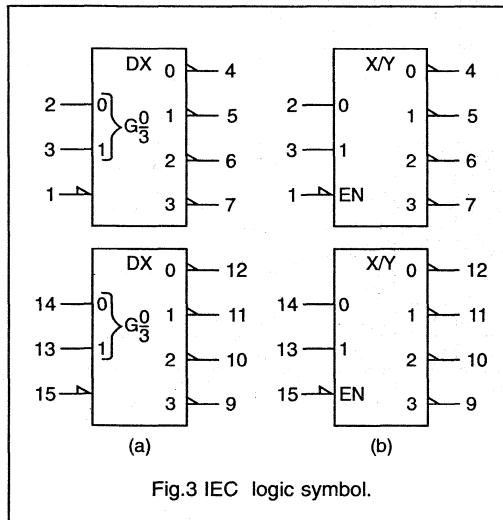 DX 0 4
2 0
1 5
G0/3
3 1
2 6
1
3 7
X/Y 0 4
2 0
1 5
3 1
2 6
1 EN
3 7
DX 0 12
14 0
1 11
G0/3
13 1
2 10
15
3 9
X/Y 0 12
14 0
1 11
13 1
2 10
15 EN
3 9
(a) (b)
Fig.3 IEC logic symbol.